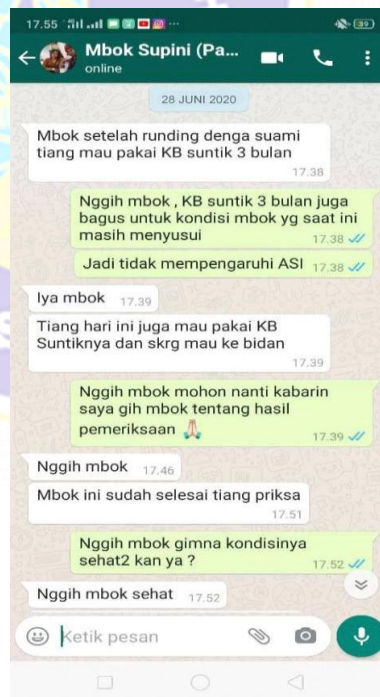 17.55
39
Mbok Supini (Pa...
online
28 JUNI 2020
Mbok setelah runding denga suami
tiang mau pakai KB suntik 3 bulan
17.38
Nggih mbok , KB suntik 3 bulan juga
bagus untuk kondisi mbok yg saat ini
masih menyusui
17.38
Jadi tidak mempengaruhi ASI 17.38
Iya mbok 17.39
Tiang hari ini juga mau pakai KB
Suntiknya dan skrg mau ke bidan
17.39
Nggih mbok mohon nanti kabarin
saya gih mbok tentang hasil
pemeriksaan 🙏
17.39
Nggih mbok 17.46
Mbok ini sudah selesai tiang priksa
17.51
Nggih mbok gimna kondisinya
sehat2 kan ya ?
17.52
Nggih mbok sehat 17.52
Ketik pesan